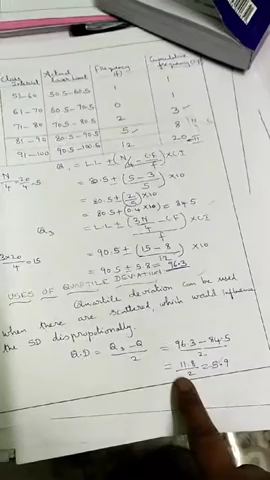 Class Interval Actual Lower Limit Frequency (f) Cumulative frequency (cf)
51-60 50.5-60.5 1 1
61-70 60.5-70.5 0
71-80 70.5-80.5 2 3
81-90 80.5-90.5 5 8
91-100 90.5-100.5 12 20
N/4 = 20/4 = 5 Q₁ = L.L ± (N/4 - CF / f) × CI
= 80.5 ± (5-3 / 5) × 10
= 80.5 ± (2/5) × 10
= 80.5 ± (0.4 × 10) = 84.5
Q₃ = L.L ± (3N/4 - CF / f) × CI
3×20/4 = 15 = 90.5 ± (15-8 / 12) × 10
= 90.5 ± 5.8 = 96.3
USES OF QUARTILE DEVIATION
Quartile deviation can be used
when there are scattered, which would influence
the SD dispropotionally.
Q.D = Q₃ - Q / 2 = 96.3 - 84.5 / 2
= 11.8 / 2 = 5.9